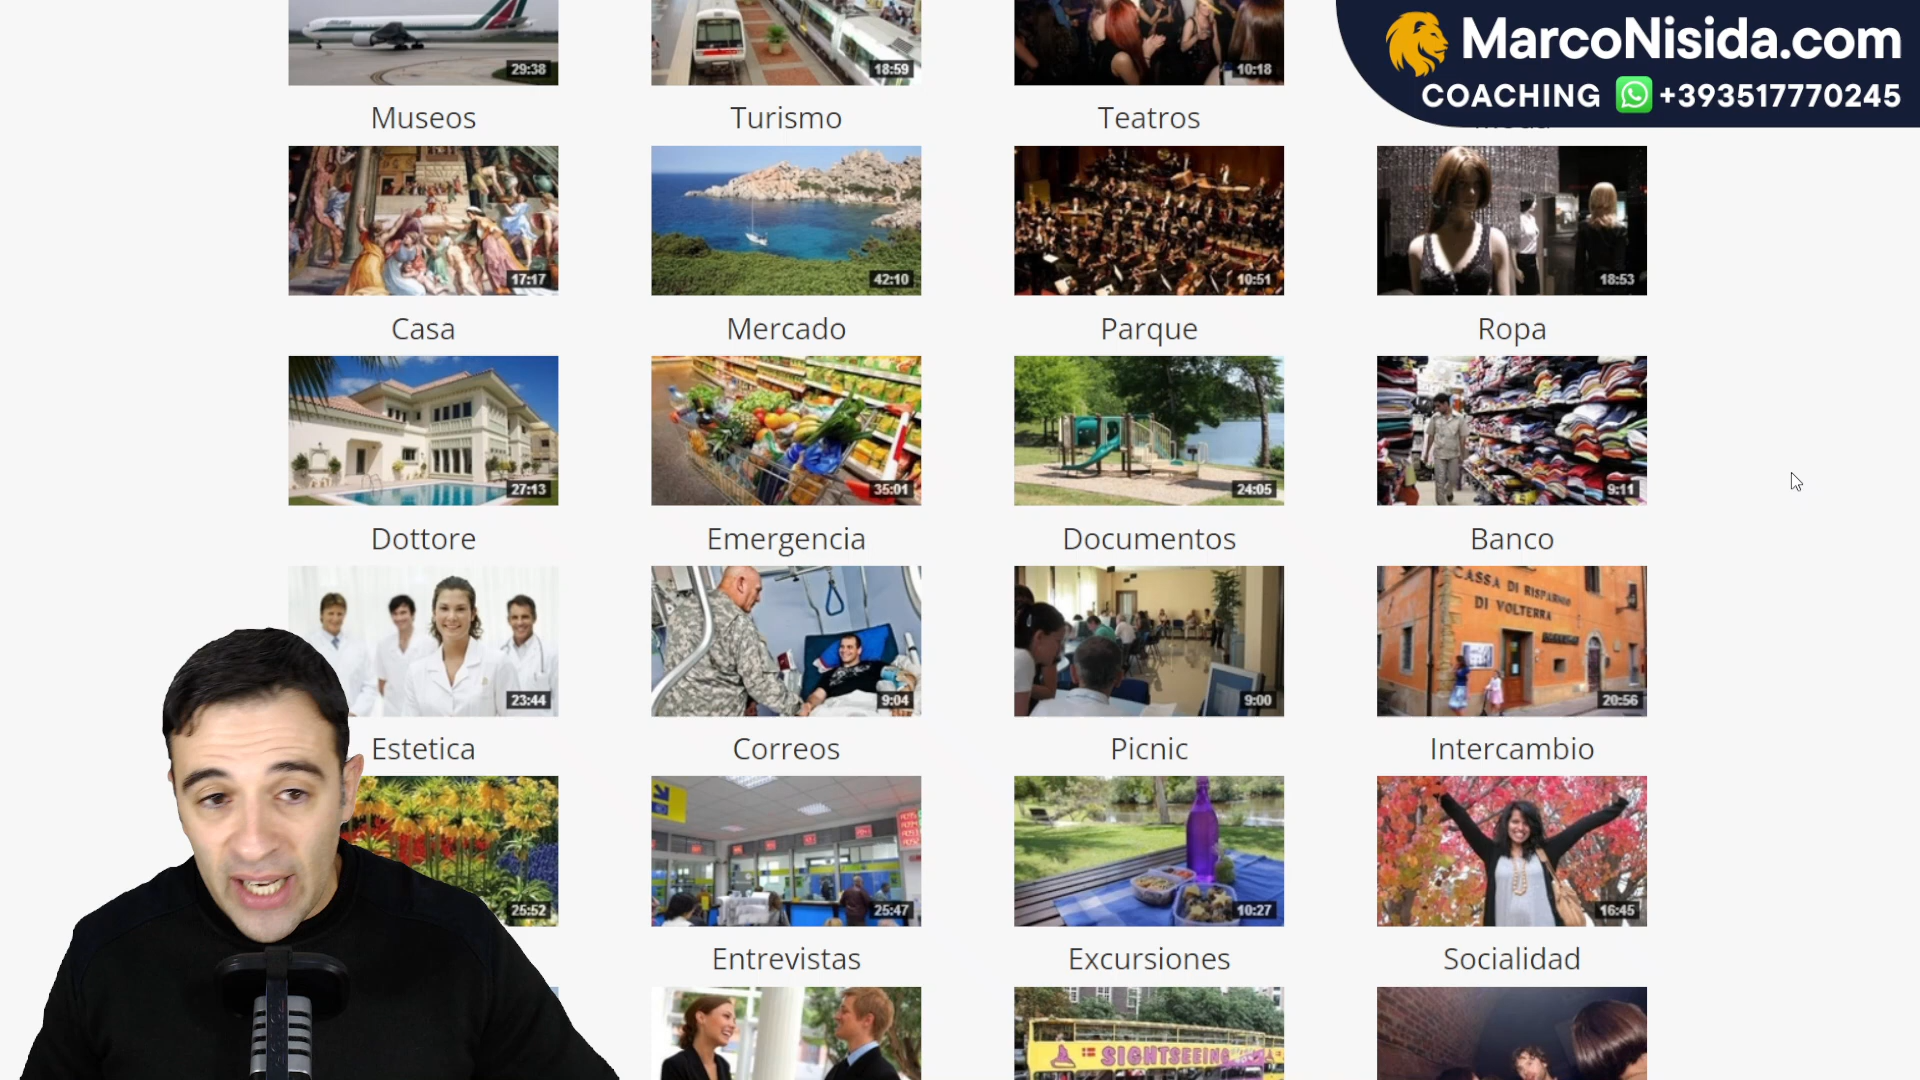 MarcoNisida.com
COACHING +393517770245
Alitalia
29:38
18:59
10:18
Museos
Turismo
Teatros
17:17
42:10
10:51
18:53
Casa
Mercado
Parque
Ropa
27:13
35:01
24:05
9:11
Dottore
Emergencia
Documentos
Banco
CASSA DI RISPARMIO
DI VOLTERRA
23:44
9:04
9:00
20:56
Estetica
Correos
Picnic
Intercambio
25:52
25:47
10:27
16:45
Entrevistas
Excursiones
Socialidad
SIGHTSEEING